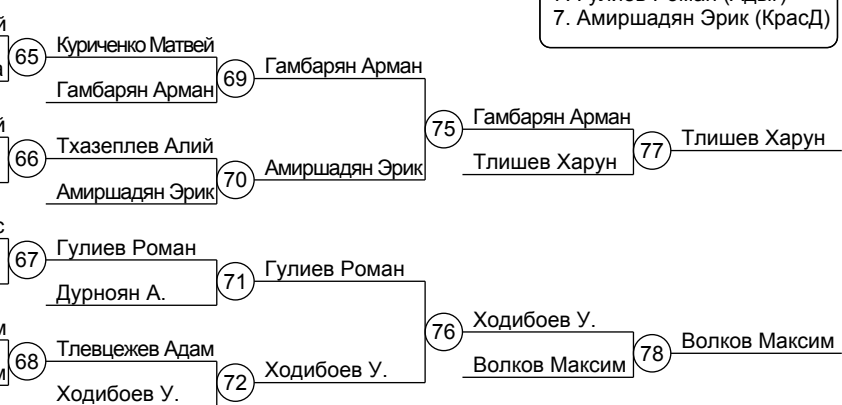 7. Амиршадян Эрик (КрасД)
65
Куриченко Матвей
Гамбарян Арман
69
Гамбарян Арман
66
Тхазеплев Алий
Амиршадян Эрик
70
Амиршадян Эрик
75
Гамбарян Арман
Тлишев Харун
77
Тлишев Харун
67
Гулиев Роман
Дурноян А.
71
Гулиев Роман
68
Тлевцежев Адам
Ходибоев У.
72
Ходибоев У.
76
Ходибоев У.
Волков Максим
78
Волков Максим